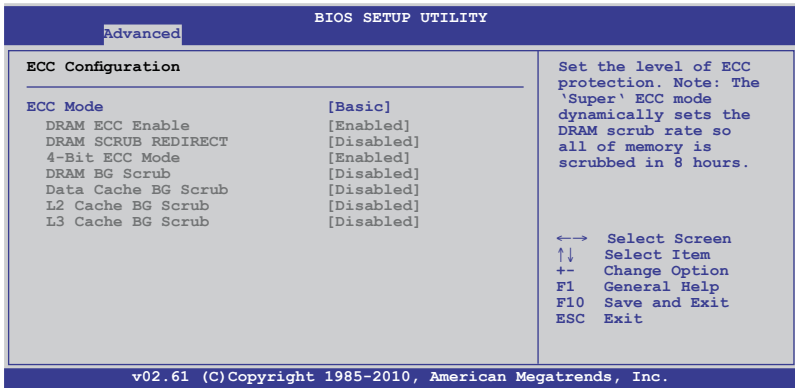 BIOS SETUP UTILITY
Advanced
ECC Configuration
ECC Mode [Basic]
DRAM ECC Enable [Enabled]
DRAM SCRUB REDIRECT [Disabled]
4-Bit ECC Mode [Enabled]
DRAM BG Scrub [Disabled]
Data Cache BG Scrub [Disabled]
L2 Cache BG Scrub [Disabled]
L3 Cache BG Scrub [Disabled]
Set the level of ECC
protection. Note: The
‘Super‘ ECC mode
dynamically sets the
DRAM scrub rate so
all of memory is
scrubbed in 8 hours.
←→ Select Screen
↑↓ Select Item
+- Change Option
F1 General Help
F10 Save and Exit
ESC Exit
v02.61 (C)Copyright 1985-2010, American Megatrends, Inc.